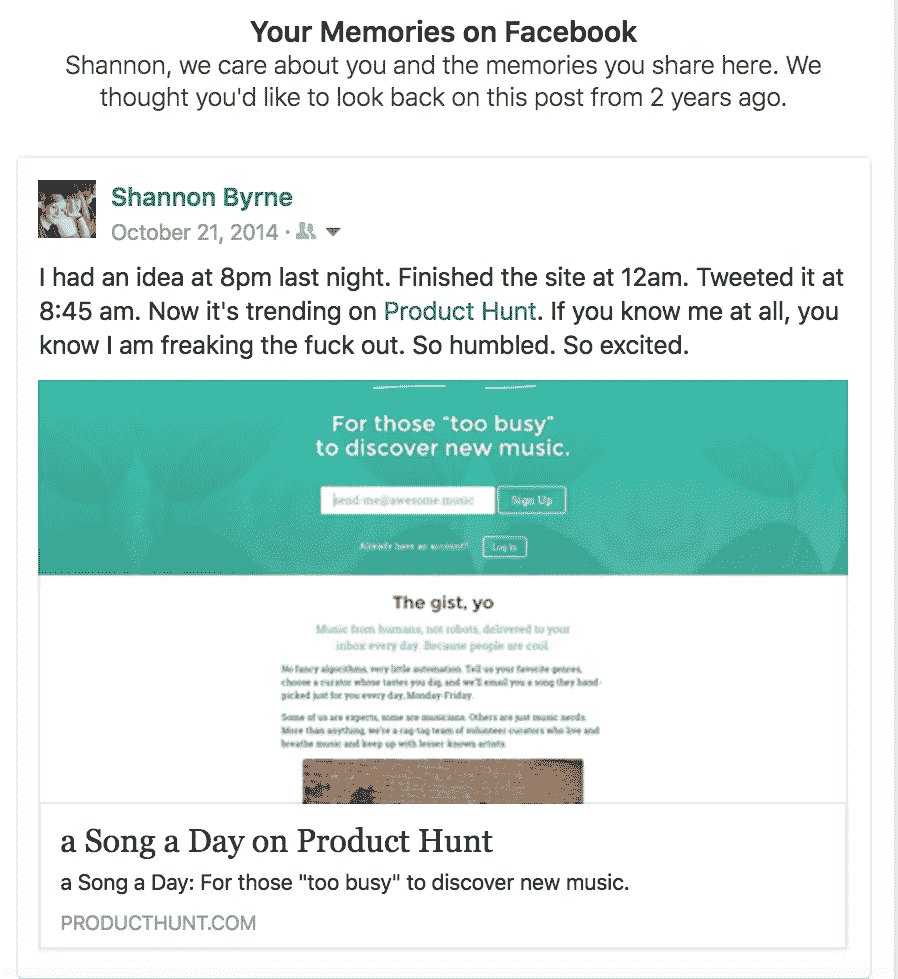 Your Memories on Facebook
Shannon, we care about you and the memories you share here. We
thought you'd like to look back on this post from 2 years ago.
Shannon Byrne
October 21, 2014 ·
I had an idea at 8pm last night. Finished the site at 12am. Tweeted it at
8:45 am. Now it's trending on Product Hunt. If you know me at all, you
know I am freaking the fuck out. So humbled. So excited.
For those "too busy"
to discover new music.
send-me@awesome.music Sign Up
Already have an account? Log In
The gist, yo
Music from humans, not robots, delivered to your
inbox every day. Because people are cool.
No fancy algorithms, very little automation. Tell us your favorite genres,
choose a curator whose tastes you dig, and we'll email you a song they hand-
picked just for you every day, Monday-Friday.
Some of us are experts, some are musicians. Others are just music nerds.
More than anything, we're a rag-tag team of volunteer curators who live and
breathe music and keep up with lesser knowns artists.
a Song a Day on Product Hunt
a Song a Day: For those "too busy" to discover new music.
PRODUCTHUNT.COM